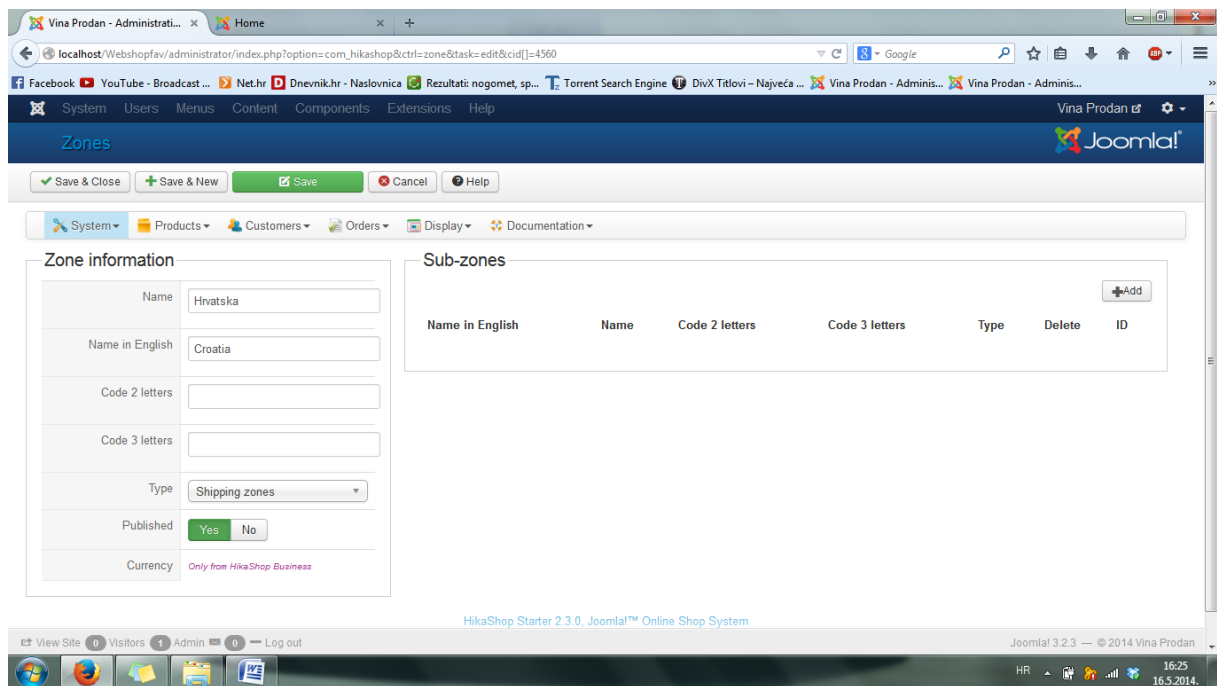 Vina Prodan - Administrati... × Home × +
localhost/Webshopfav/administrator/index.php?option=com_hikashop&ctrl=zone&task=edit&cid[]=4560 Google
Facebook YouTube - Broadcast ... Net.hr Dnevnik.hr - Naslovnica Rezultati: nogomet, sp... Torrent Search Engine DivX Titlovi – Najveća ... Vina Prodan - Adminis... Vina Prodan - Adminis... »
System Users Menus Content Components Extensions Help Vina Prodan
Zones Joomla!
Save & Close Save & New Save Cancel Help
System Products Customers Orders Display Documentation
Zone information Sub-zones
Add
Name Hrvatska
Name in English Name Code 2 letters Code 3 letters Type Delete ID
Name in English Croatia
Code 2 letters
Code 3 letters
Type Shipping zones
Published Yes No
Currency Only from HikaShop Business
HikaShop Starter 2.3.0, Joomla!™ Online Shop System
View Site 0 Visitors 1 Admin 0 Log out Joomla! 3.2.3 — © 2014 Vina Prodan
HR 16:25
16.5.2014.